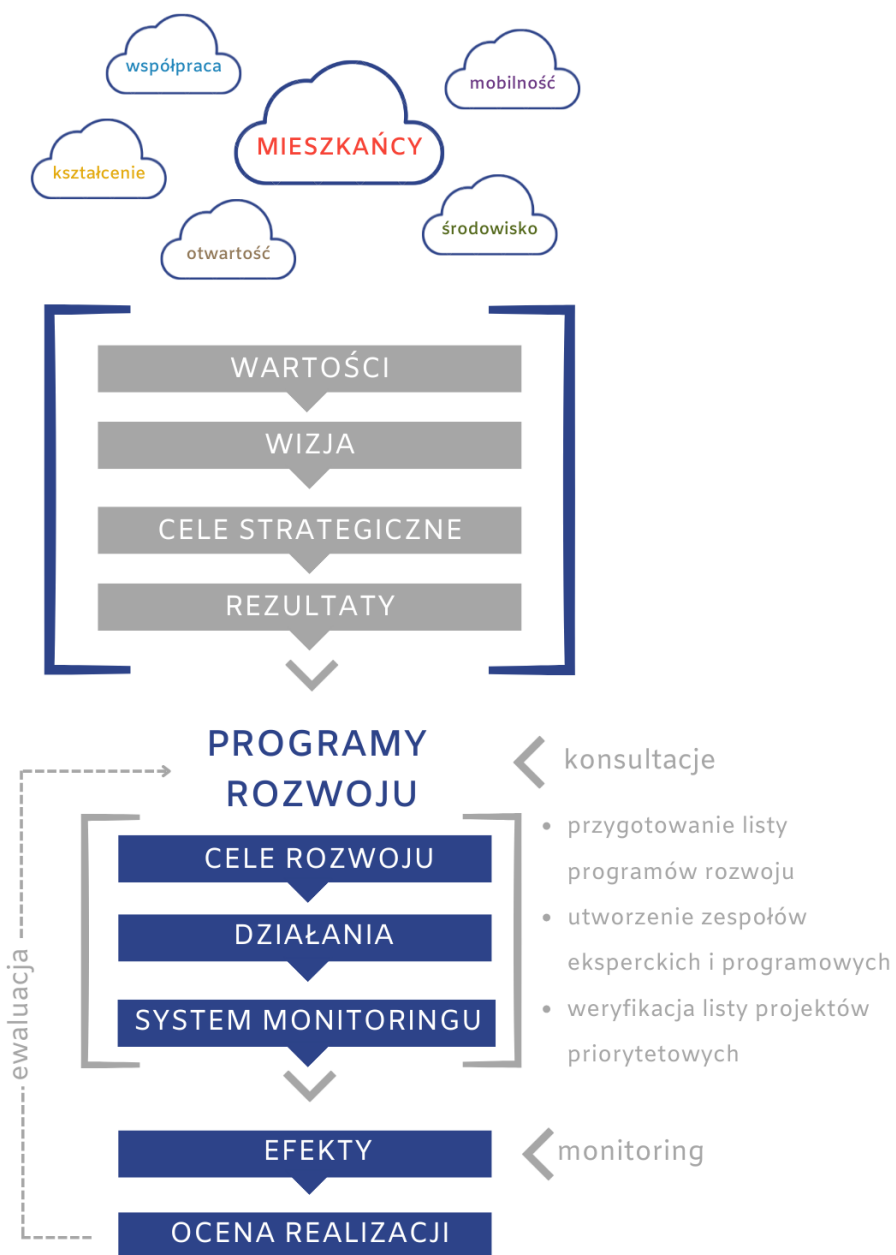 współpraca
mobilność
MIESZKAŃCY
kształcenie
środowisko
otwartość
WARTOŚCI
WIZJA
CELE STRATEGICZNE
REZULTATY
PROGRAMY
ROZWOJU
konsultacje
• przygotowanie listy
programów rozwoju
• utworzenie zespołów
eksperckich i programowych
• weryfikacja listy projektów
priorytetowych
CELE ROZWOJU
DZIAŁANIA
SYSTEM MONITORINGU
ewaluacja
EFEKTY
monitoring
OCENA REALIZACJI